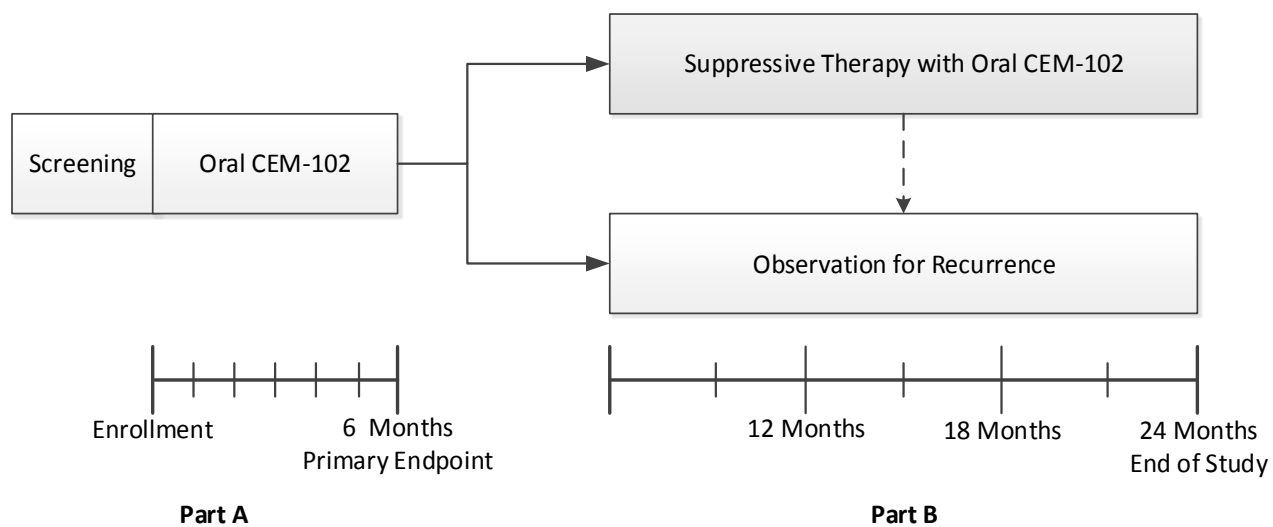 Suppressive Therapy with Oral CEM-102
Screening
Oral CEM-102
Observation for Recurrence
Enrollment
6 Months
Primary Endpoint
12 Months
18 Months
24 Months
End of Study
Part A
Part B